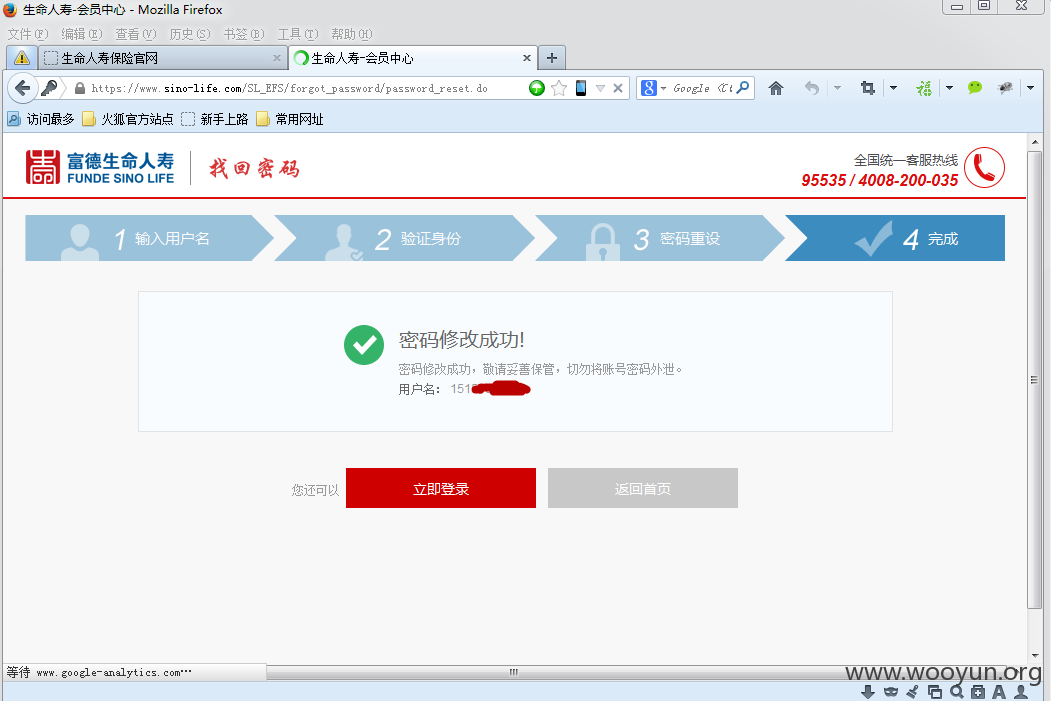 生命人寿-会员中心 - Mozilla Firefox
文件(F) 编辑(E) 查看(V) 历史(S) 书签(B) 工具(T) 帮助(H)
生命人寿保险官网 × 生命人寿-会员中心 × +
https://www.sino-life.com/SL_EFS/forgot_password/password_reset.do
8 Google
福
访问最多 火狐官方站点 新手上路 常用网址
富德生命人寿
FUNDE SINO LIFE
找回密码
全国统一客服热线
95535 / 4008-200-035
1 输入用户名 2 验证身份 3 密码重设 4 完成
密码修改成功!
密码修改成功，敬请妥善保管，切勿将账号密码外泄。
用户名： 151
您还可以 立即登录 返回首页
等待 www.google-analytics.com…
www.wooyun.org